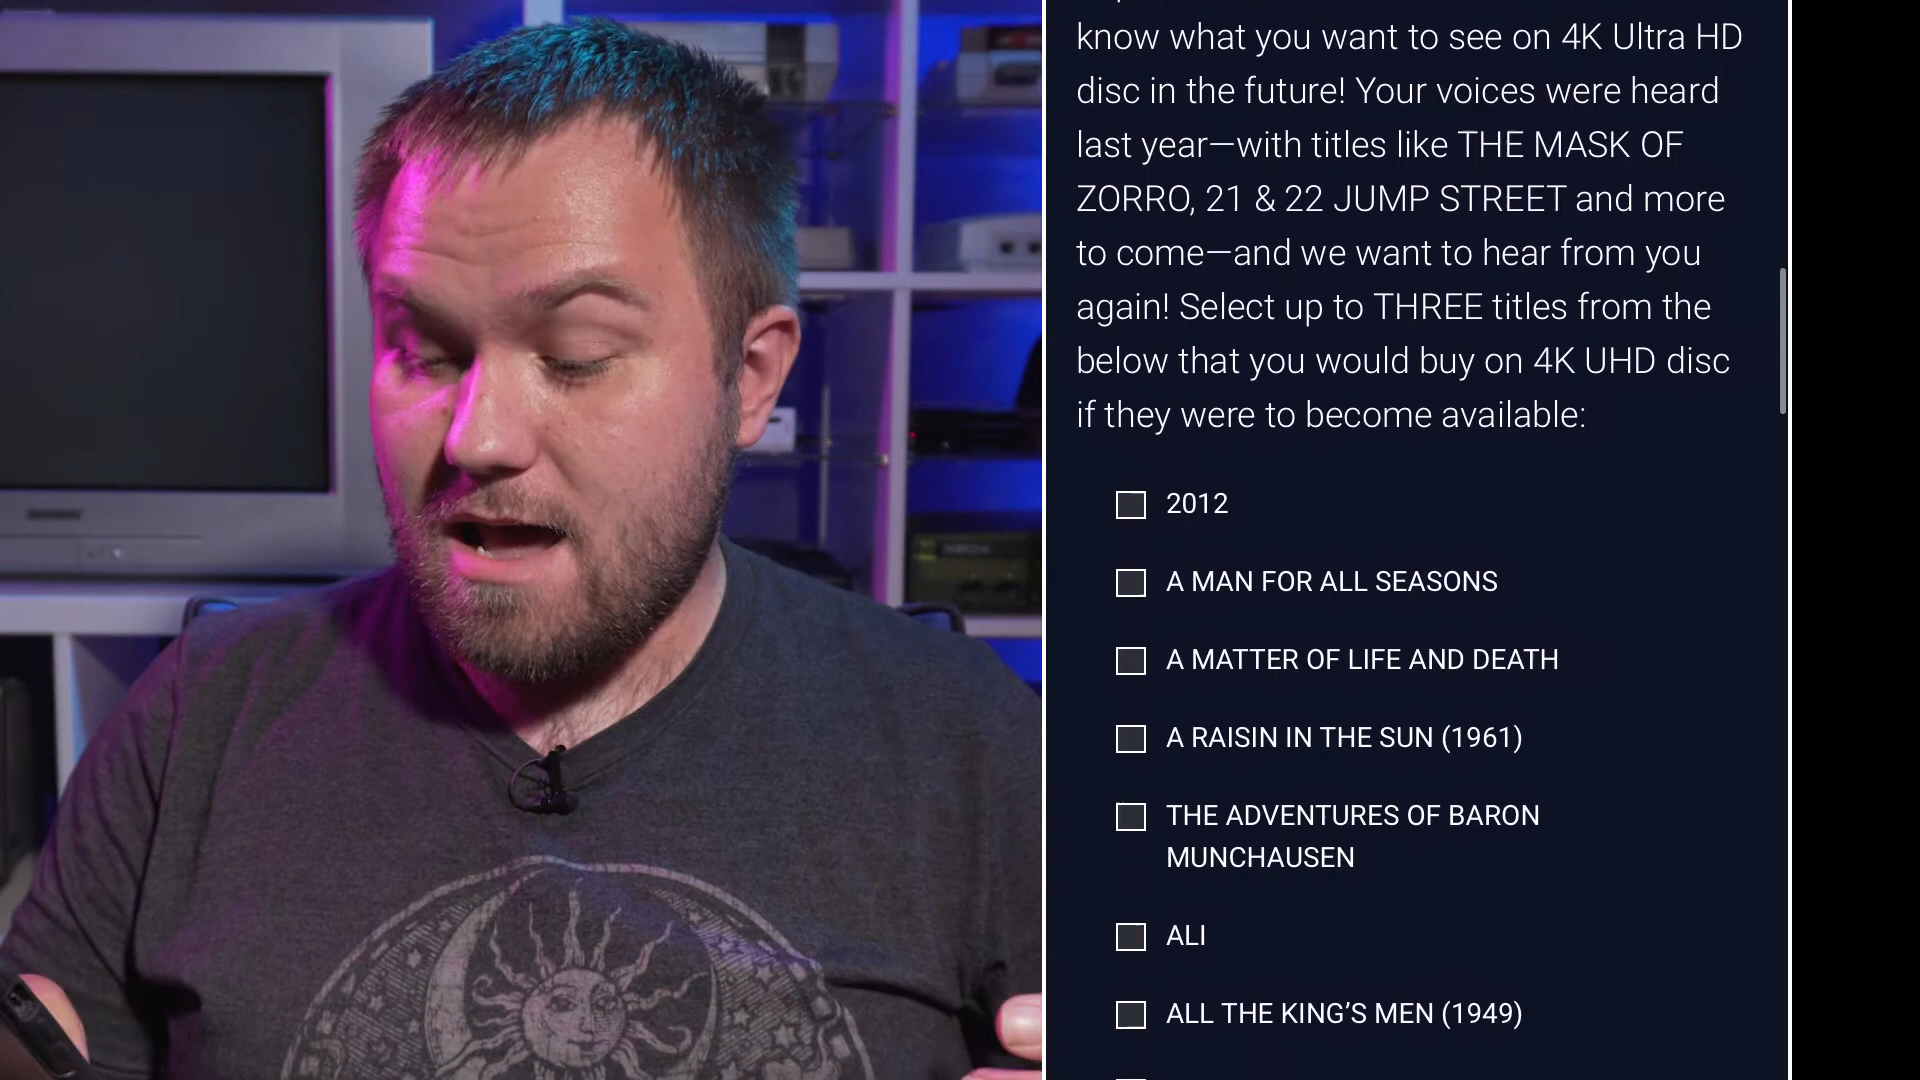 know what you want to see on 4K Ultra HD
disc in the future! Your voices were heard
last year—with titles like THE MASK OF
ZORRO, 21 & 22 JUMP STREET and more
to come—and we want to hear from you
again! Select up to THREE titles from the
below that you would buy on 4K UHD disc
if they were to become available:
2012
A MAN FOR ALL SEASONS
A MATTER OF LIFE AND DEATH
A RAISIN IN THE SUN (1961)
THE ADVENTURES OF BARON
MUNCHAUSEN
ALI
ALL THE KING’S MEN (1949)